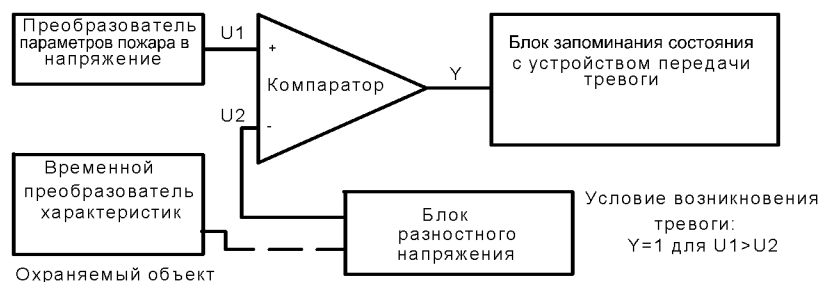 Преобразователь
параметров пожара в
напряжение
U1
+
Компаратор
U2
-
Y
Блок запоминания состояния
с устройством передачи
тревоги
Временной
преобразователь
характеристик
Охраняемый объект
Блок
разностного
напряжения
Условие возникновения
тревоги:
Y=1 для U1>U2